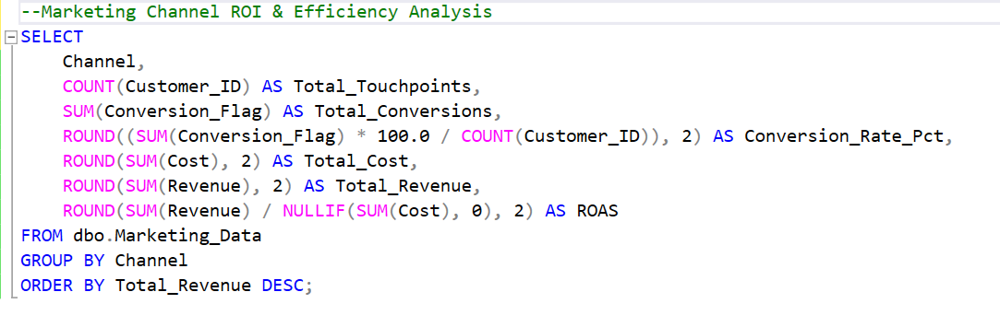 --Marketing Channel ROI & Efficiency Analysis
SELECT
    Channel,
    COUNT(Customer_ID) AS Total_Touchpoints,
    SUM(Conversion_Flag) AS Total_Conversions,
    ROUND((SUM(Conversion_Flag) * 100.0 / COUNT(Customer_ID)), 2) AS Conversion_Rate_Pct,
    ROUND(SUM(Cost), 2) AS Total_Cost,
    ROUND(SUM(Revenue), 2) AS Total_Revenue,
    ROUND(SUM(Revenue) / NULLIF(SUM(Cost), 0), 2) AS ROAS
FROM dbo.Marketing_Data
GROUP BY Channel
ORDER BY Total_Revenue DESC;